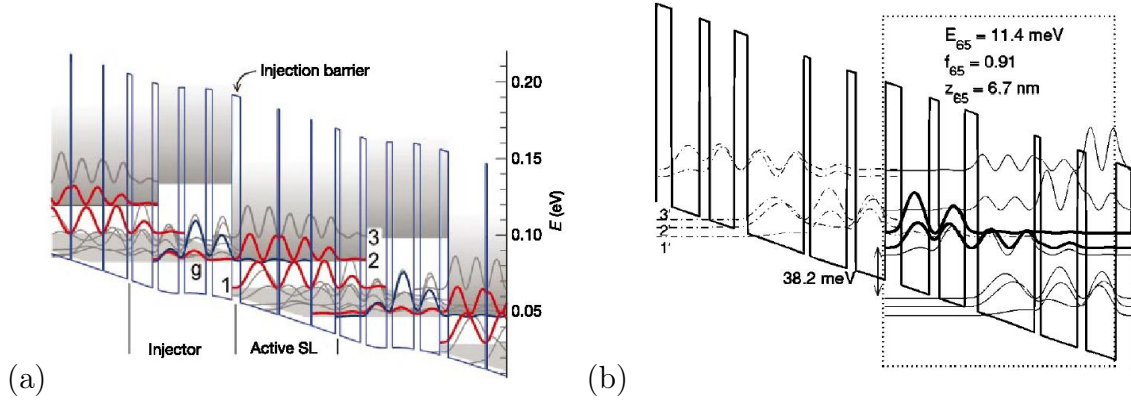 Injection barrier
0.20
0.15
E (eV)
0.10
3
2
g
1
0.05
Injector
Active SL
(a)
E65 = 11.4 meV
f65 = 0.91
z65 = 6.7 nm
3'
2'
1'
38.2 meV
(b)